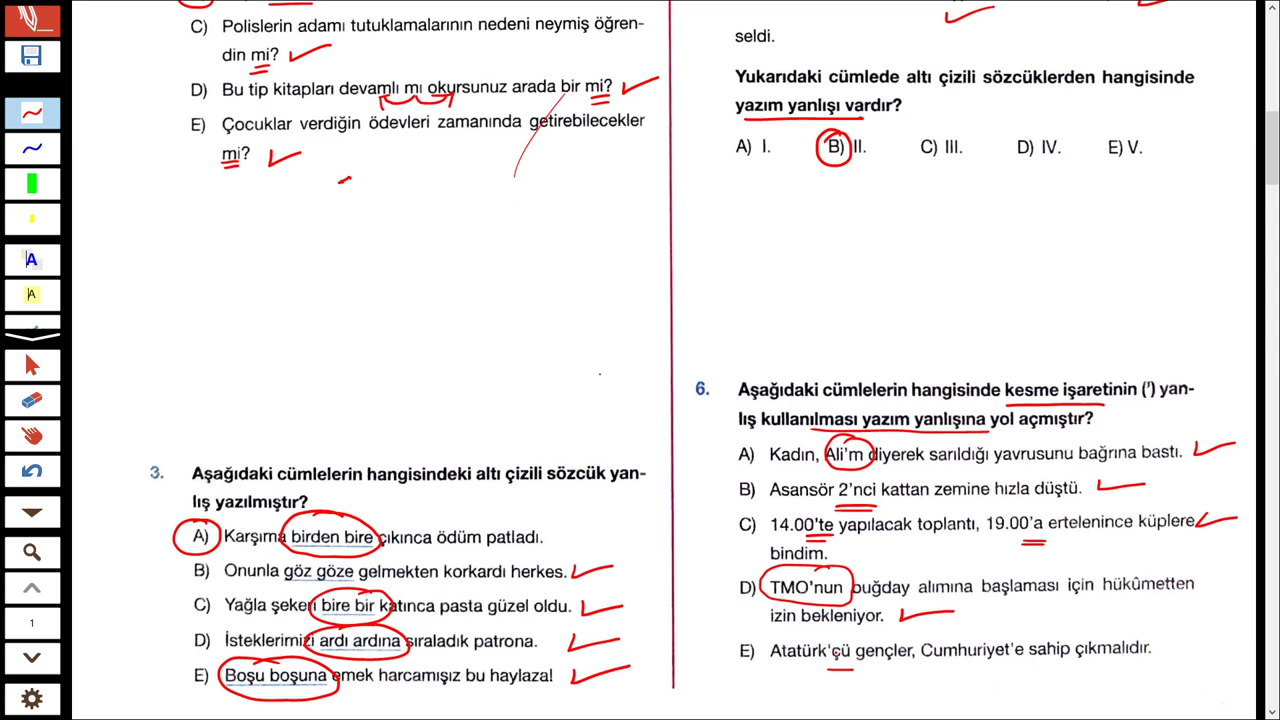 C) Polislerin adamı tutuklamalarının nedeni neymiş öğren-
din mi?
D) Bu tip kitapları devamlı mı okursunuz arada bir mi?
E) Çocuklar verdiğin ödevleri zamanında getirebilecekler
mi?
3. Aşağıdaki cümlelerin hangisindeki altı çizili sözcük yan-
lış yazılmıştır?
A) Karşıma birden bire çıkınca ödüm patladı.
B) Onunla göz göze gelmekten korkardı herkes.
C) Yağla şekeri bire bir katınca pasta güzel oldu.
D) İsteklerimizi ardı ardına sıraladık patrona.
E) Boşu boşuna emek harcamışız bu haylaza!
seldi.
Yukarıdaki cümlede altı çizili sözcüklerden hangisinde
yazım yanlışı vardır?
A) I. B) II. C) III. D) IV. E) V.
6. Aşağıdaki cümlelerin hangisinde kesme işaretinin (') yan-
lış kullanılması yazım yanlışına yol açmıştır?
A) Kadın, Ali'm diyerek sarıldığı yavrusunu bağrına bastı.
B) Asansör 2'nci kattan zemine hızla düştü.
C) 14.00'te yapılacak toplantı, 19.00'a ertelenince küplere
bindim.
D) TMO'nun buğday alımına başlaması için hükûmetten
izin bekleniyor.
E) Atatürk'çü gençler, Cumhuriyet'e sahip çıkmalıdır.
A
A
1